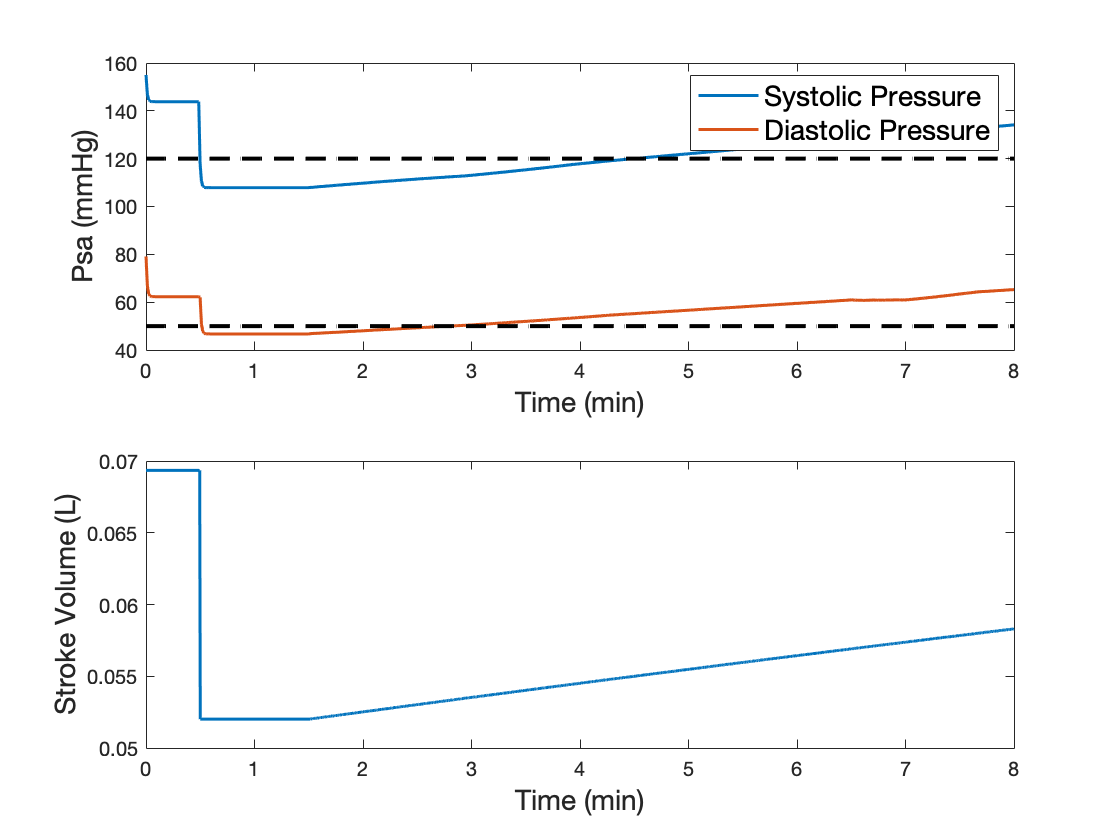 160
140
120
100
80
60
40
Psa (mmHg)
Systolic Pressure
Diastolic Pressure
0 1 2 3 4 5 6 7 8
Time (min)
0.07
0.065
0.06
0.055
0.05
Stroke Volume (L)
0 1 2 3 4 5 6 7 8
Time (min)